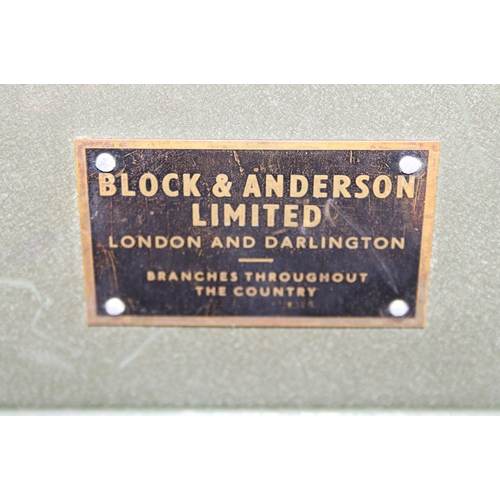 BLOCK & ANDERSON
LIMITED
LONDON AND DARLINGTON
BRANCHES THROUGHOUT
THE COUNTRY